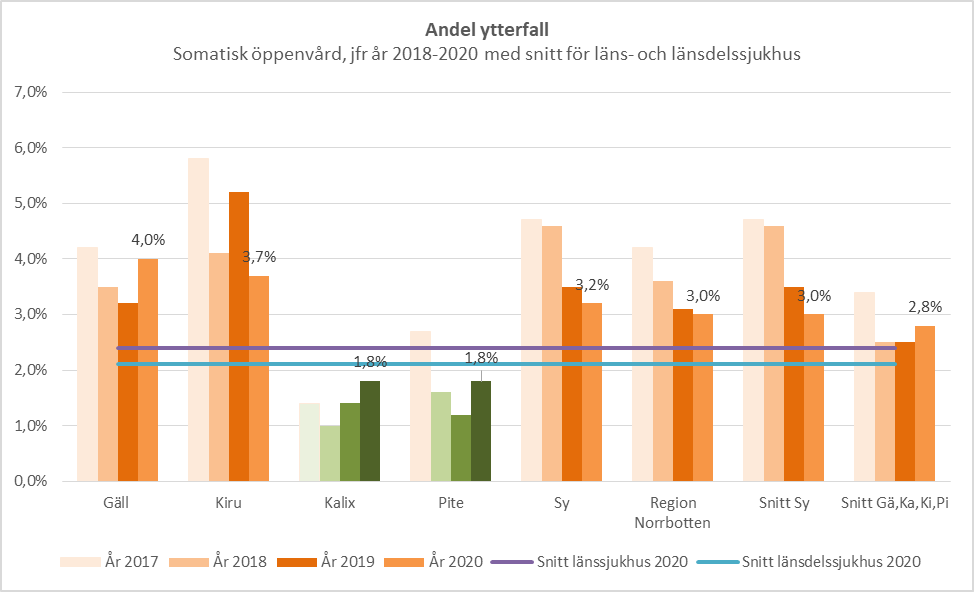 Andel ytterfall
Somatisk öppenvård, jfr år 2018-2020 med snitt för läns- och länsdelssjukhus
7,0%
6,0%
5,0%
4,0%
3,0%
2,0%
1,0%
0,0%
4,0%
3,7%
1,8%
1,8%
3,2%
3,0%
3,0%
2,8%
Gäll
Kiru
Kalix
Pite
Sy
Region
Norrbotten
Snitt Sy
Snitt Gä,Ka,Ki,Pi
År 2017
År 2018
År 2019
År 2020
Snitt länssjukhus 2020
Snitt länsdelssjukhus 2020